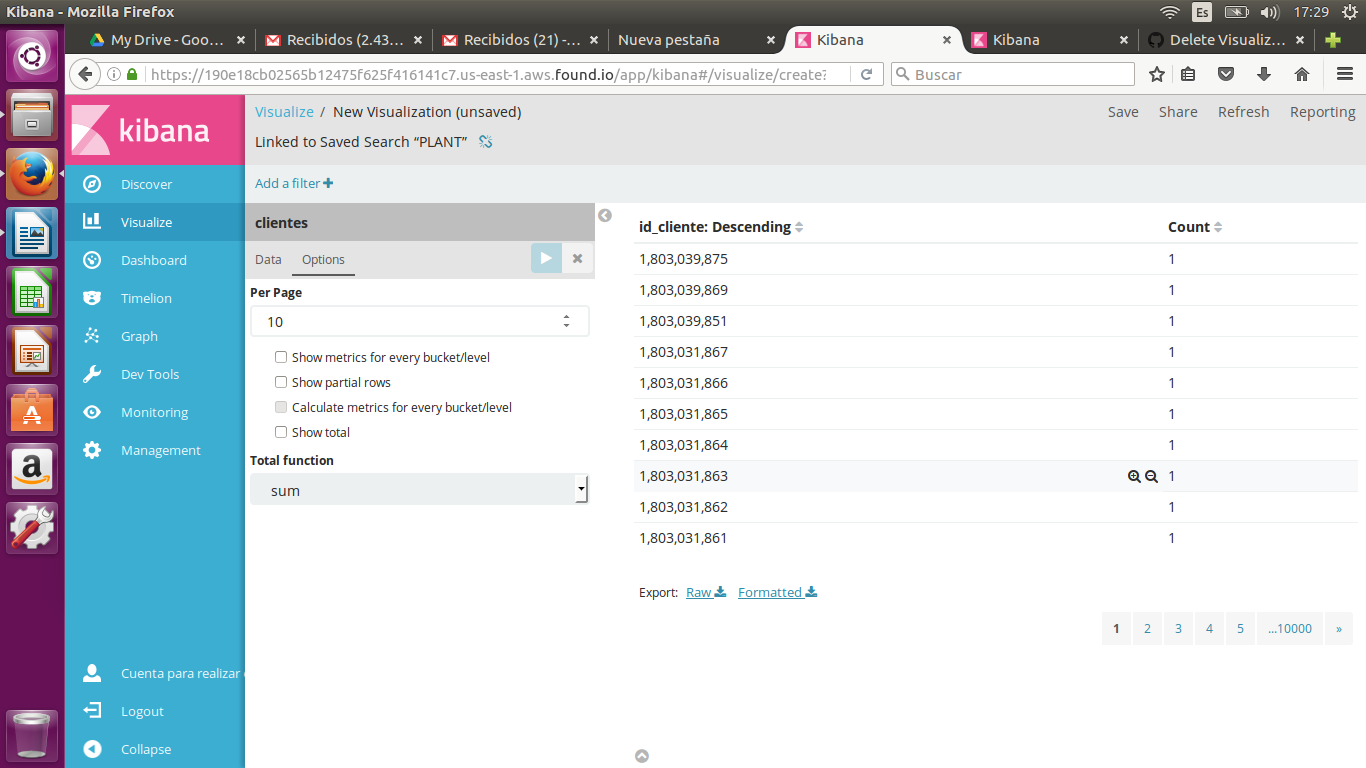 Kibana - Mozilla Firefox
Es
17:29
My Drive - Goo...
Recibidos (2.43...
Recibidos (21) -...
Nueva pestaña
Kibana
Kibana
Delete Visualiz...
https://190e18cb02565b12475f625f416141c7.us-east-1.aws.found.io/app/kibana#/visualize/create?
Buscar
kibana
Discover
Visualize
Dashboard
Timelion
Graph
Dev Tools
Monitoring
Management
Cuenta para realizar
Logout
Collapse
Visualize / New Visualization (unsaved)
Save Share Refresh Reporting
Linked to Saved Search “PLANT”
Add a filter
clientes
Data Options
Per Page
10
Show metrics for every bucket/level
Show partial rows
Calculate metrics for every bucket/level
Show total
Total function
sum
id_cliente: Descending Count
1,803,039,875 1
1,803,039,869 1
1,803,039,851 1
1,803,031,867 1
1,803,031,866 1
1,803,031,865 1
1,803,031,864 1
1,803,031,863 1
1,803,031,862 1
1,803,031,861 1
Export: Raw Formatted
1 2 3 4 5 ...10000 »